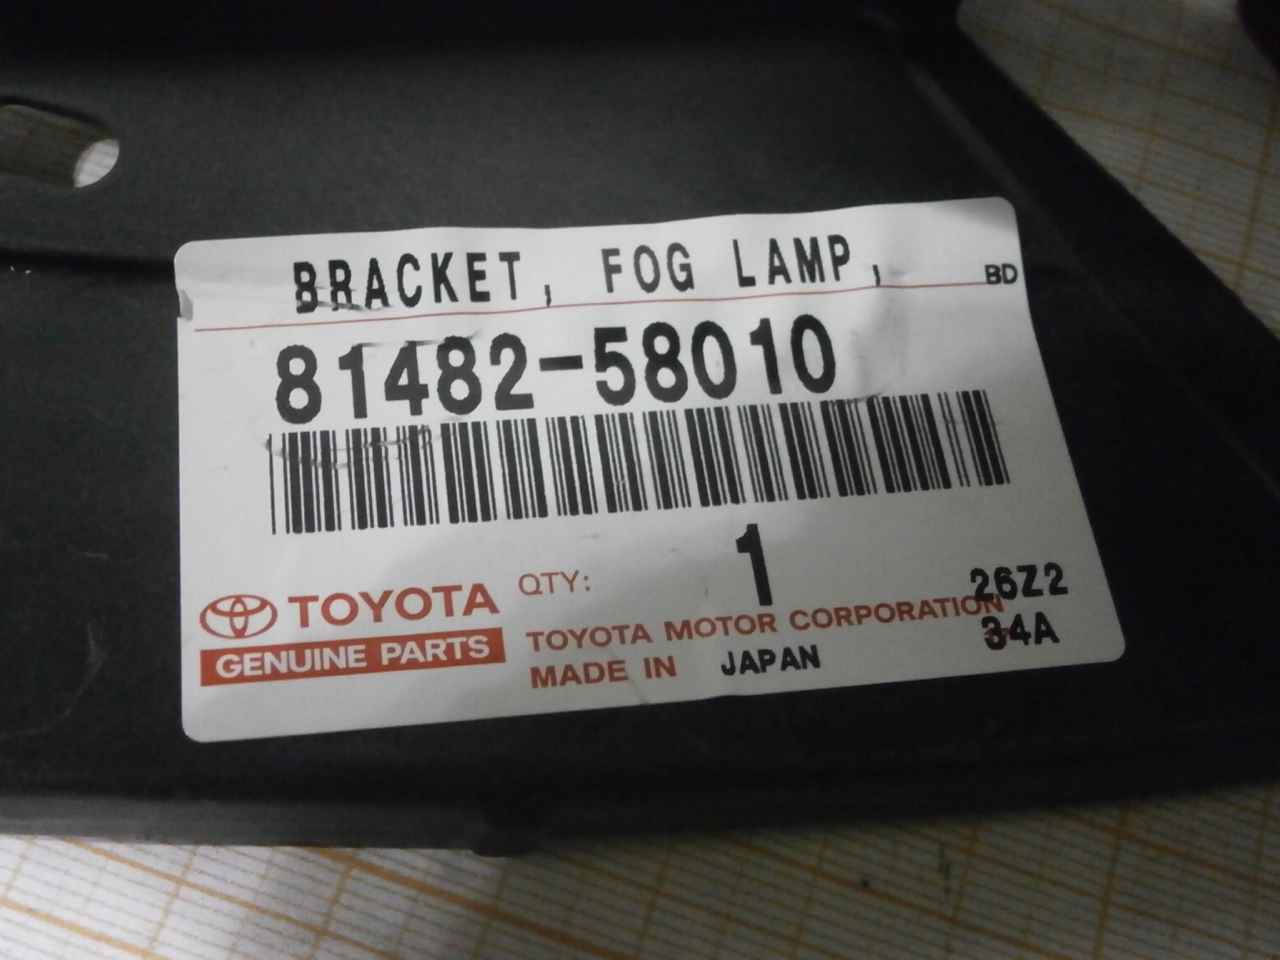 BRACKET, FOG LAMP,
BD
81482-58010
QTY: 1
TOYOTA
GENUINE PARTS
TOYOTA MOTOR CORPORATION
MADE IN JAPAN
26Z2
34A